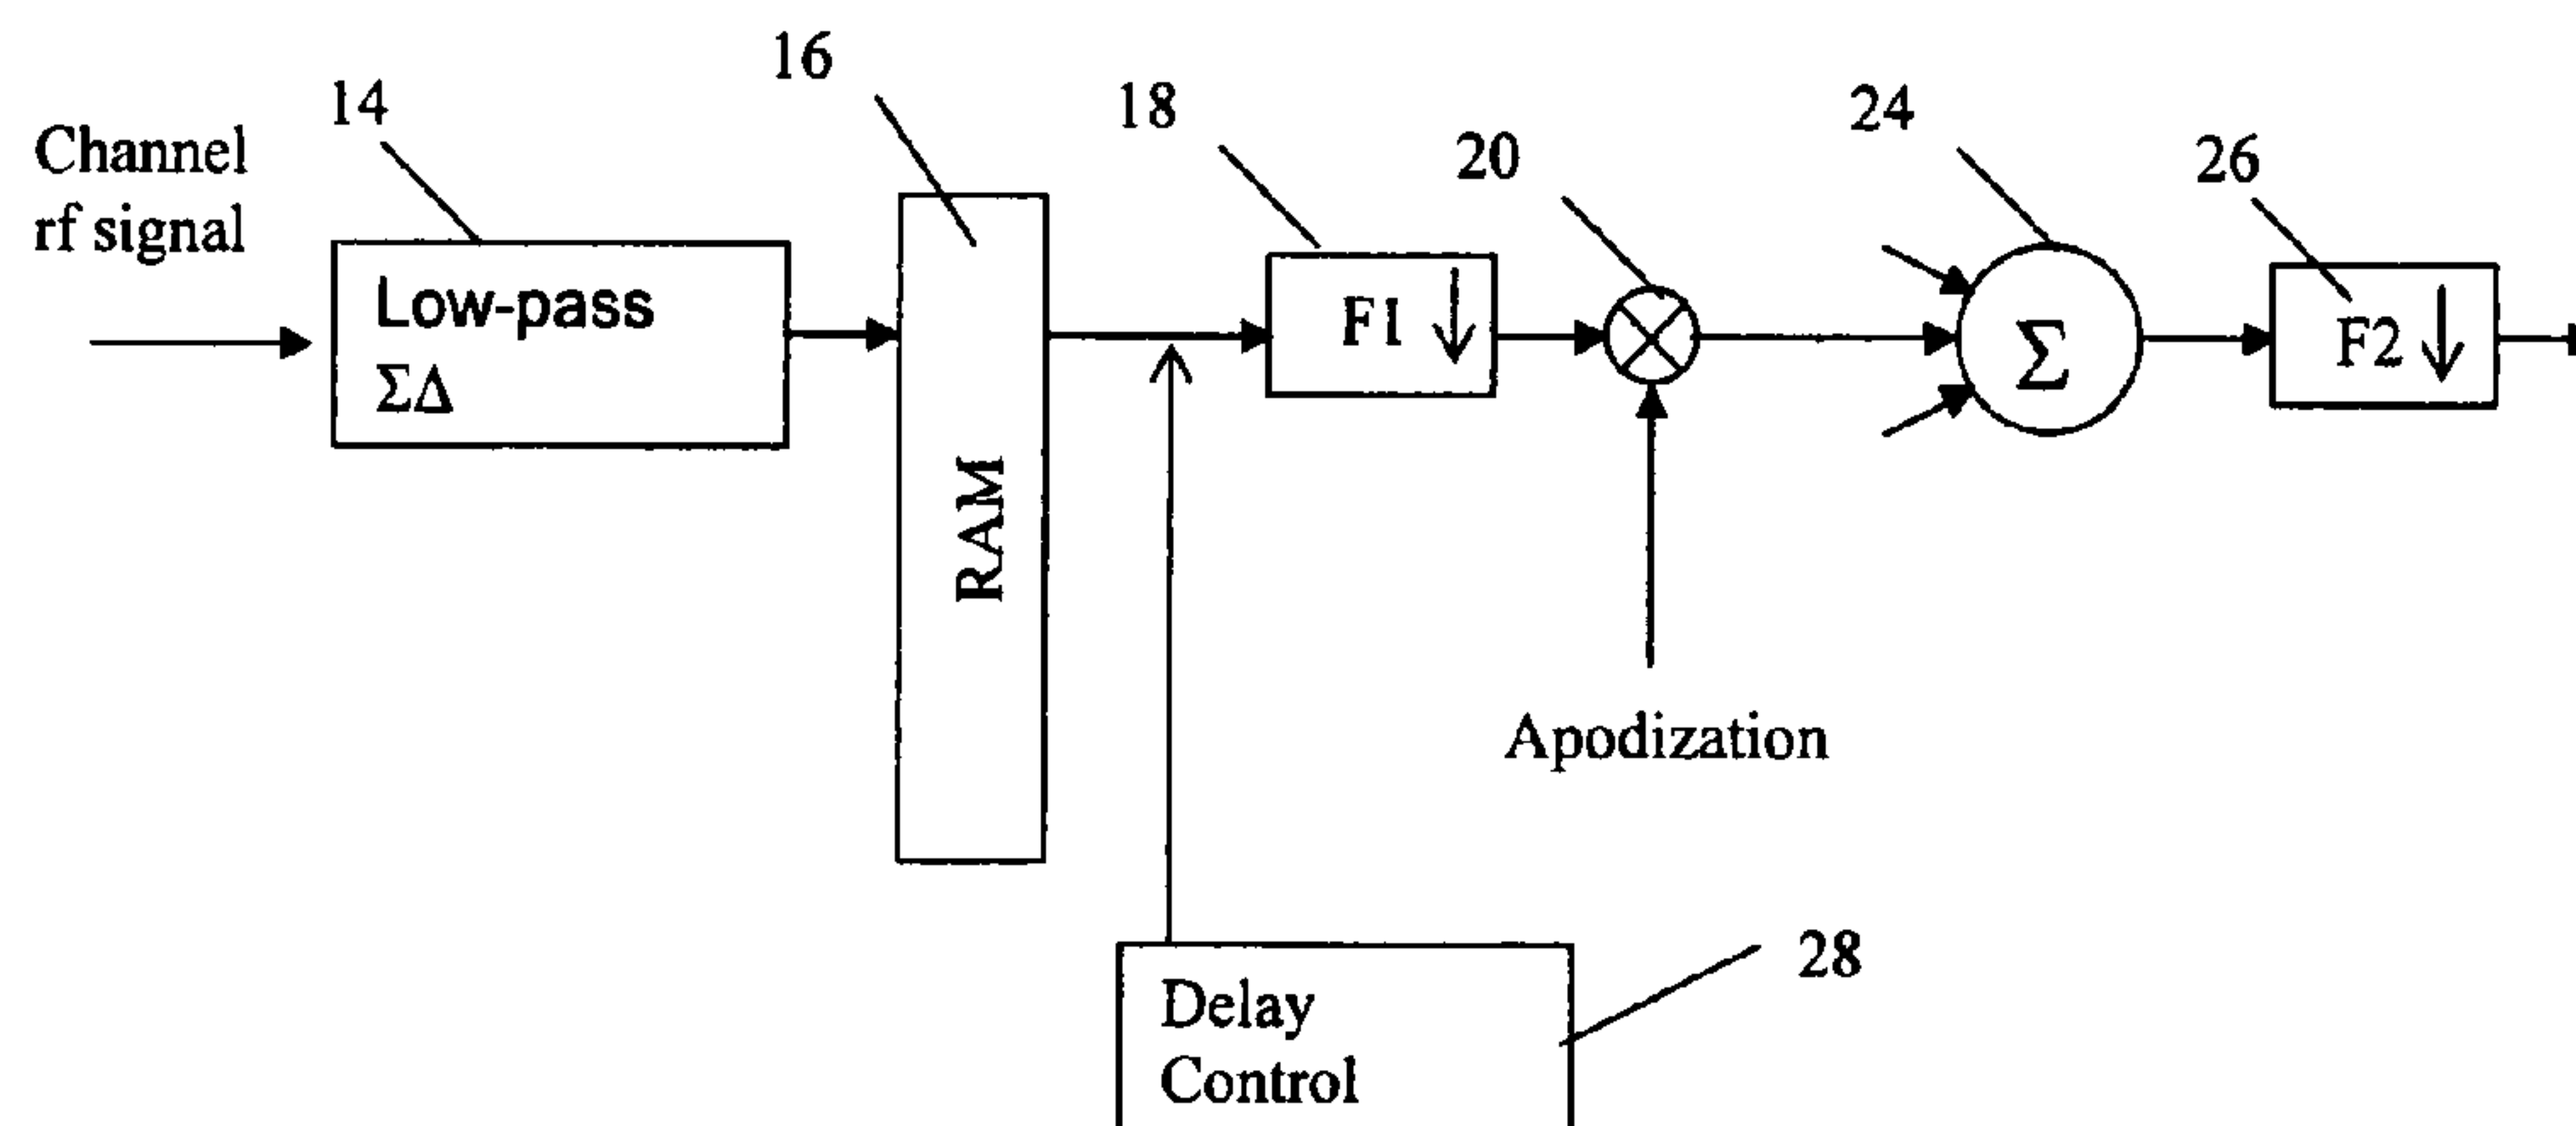 16
14
18
24
20
26
Channel
rf signal
Low-pass
ΣΔ
RAM
F1 ↓
Σ
F2 ↓
Apodization
28
Delay
Control